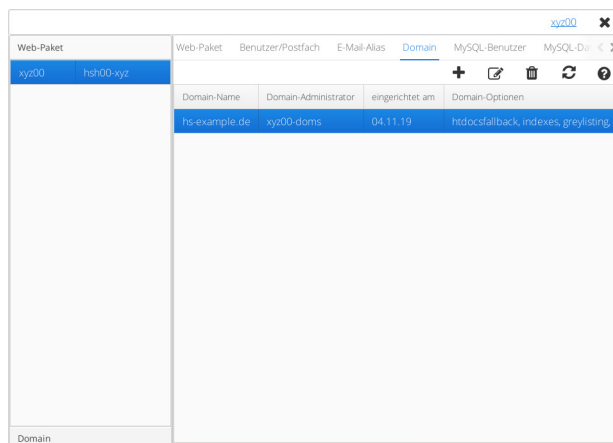 xyz00
Web-Paket
Web-Paket Benutzer/Postfach E-Mail-Alias Domain MySQL-Benutzer
xyz00 hsh00-xyz
Domain-Name Domain-Administrator eingerichtet am Domain-Optionen
hs-example.de xyz00-doms 04.11.19 htdocsfallback, indexes, greylisting,
Domain